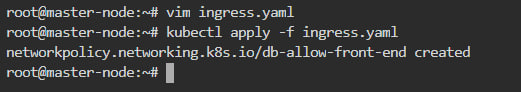 root@master-node:~# vim ingress.yaml
root@master-node:~# kubectl apply -f ingress.yaml
networkpolicy.networking.k8s.io/db-allow-front-end created
root@master-node:~#